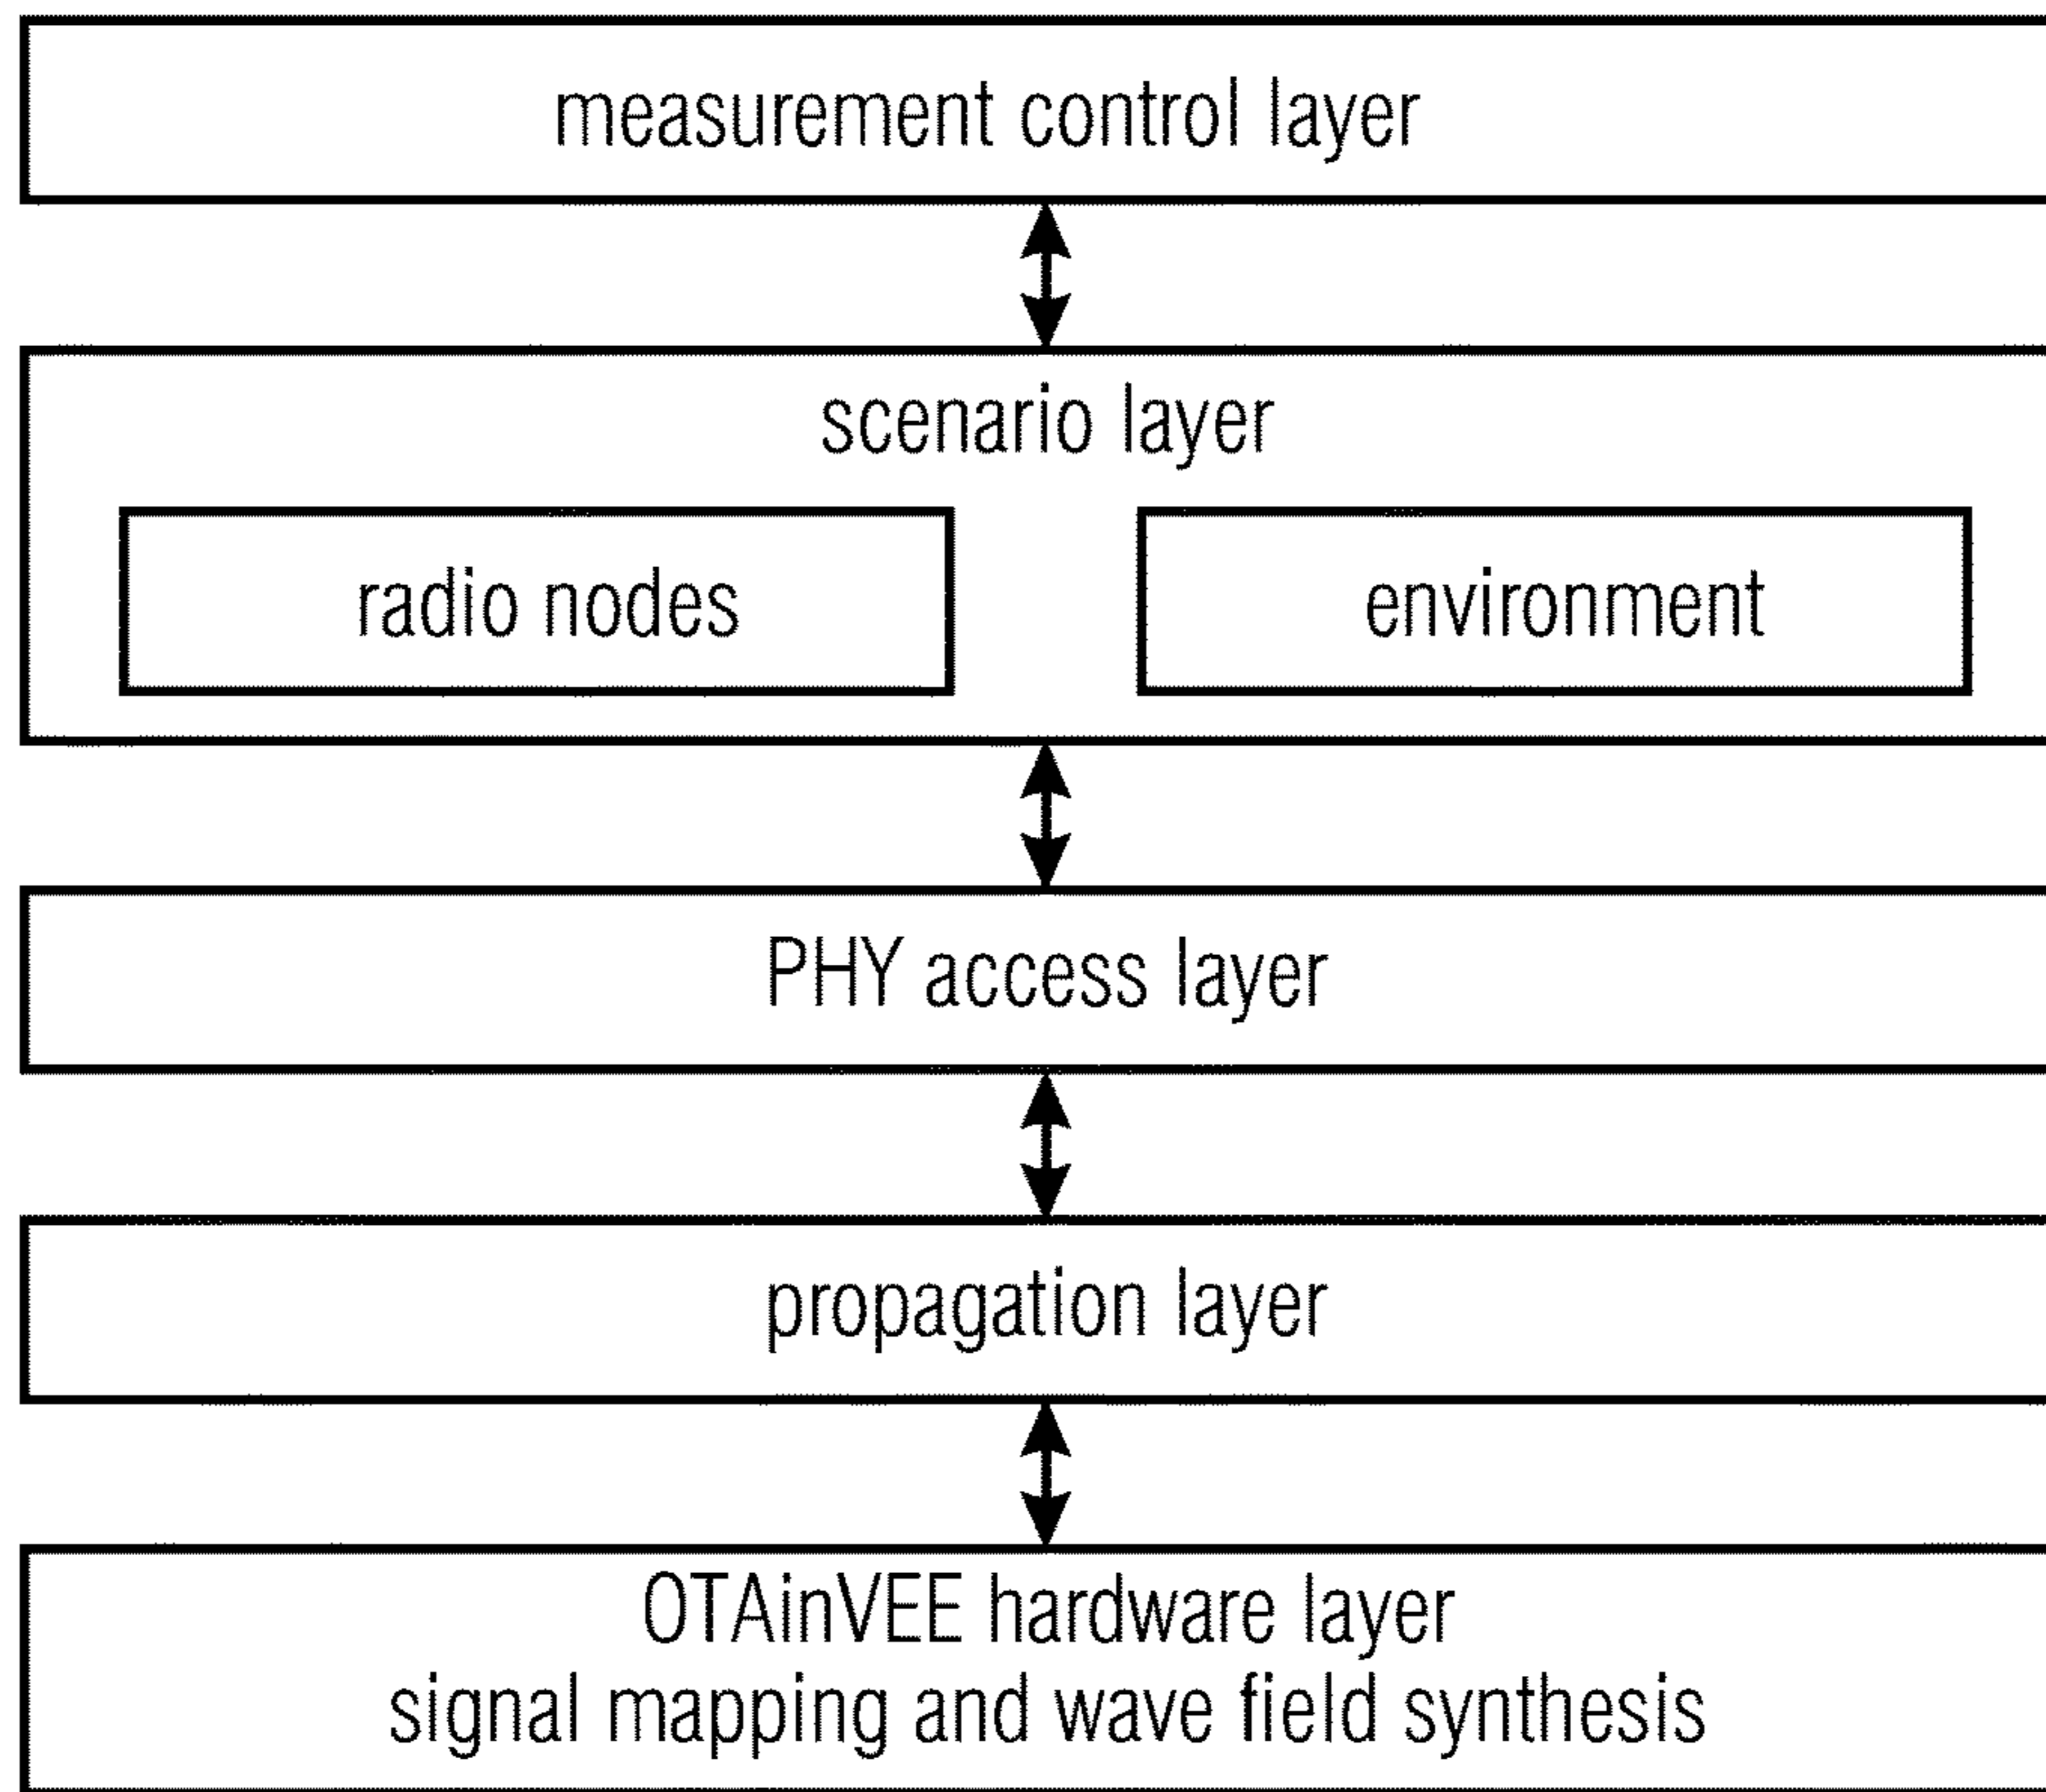 measurement control layer
scenario layer
radio nodes
environment
PHY access layer
propagation layer
OTAinVEE hardware layer
signal mapping and wave field synthesis